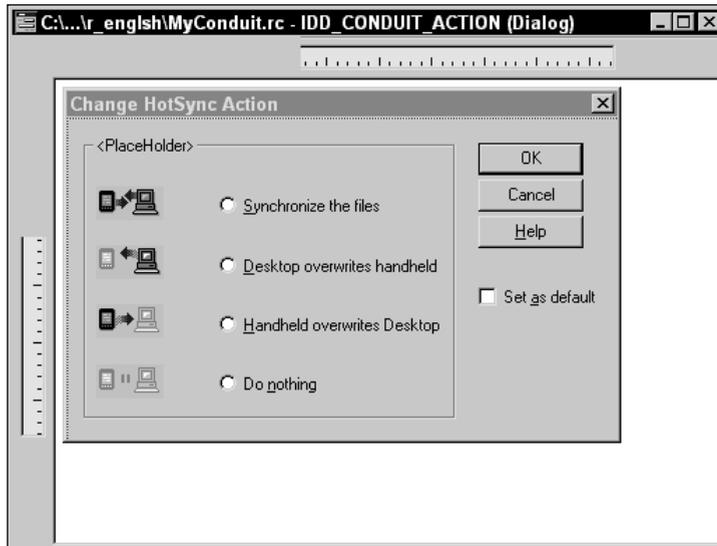 C:\...\r_englsh\MyConduit.rc - IDD_CONDUIT_ACTION (Dialog)
Change HotSync Action
<PlaceHolder>
Synchronize the files
Desktop overwrites handheld
Handheld overwrites Desktop
Do nothing
OK
Cancel
Help
Set as default